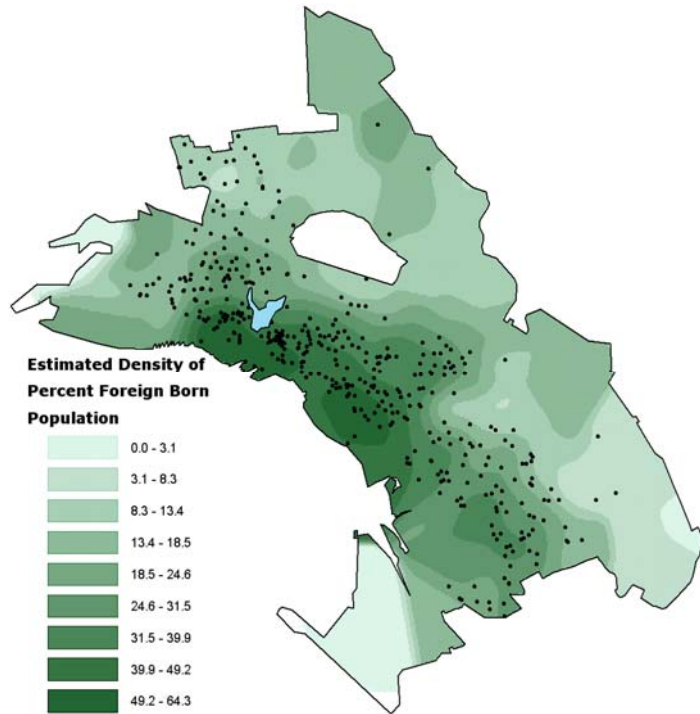 Estimated Density of
Percent Foreign Born
Population
0.0 - 3.1
3.1 - 8.3
8.3 - 13.4
13.4 - 18.5
18.5 - 24.6
24.6 - 31.5
31.5 - 39.9
39.9 - 49.2
49.2 - 64.3